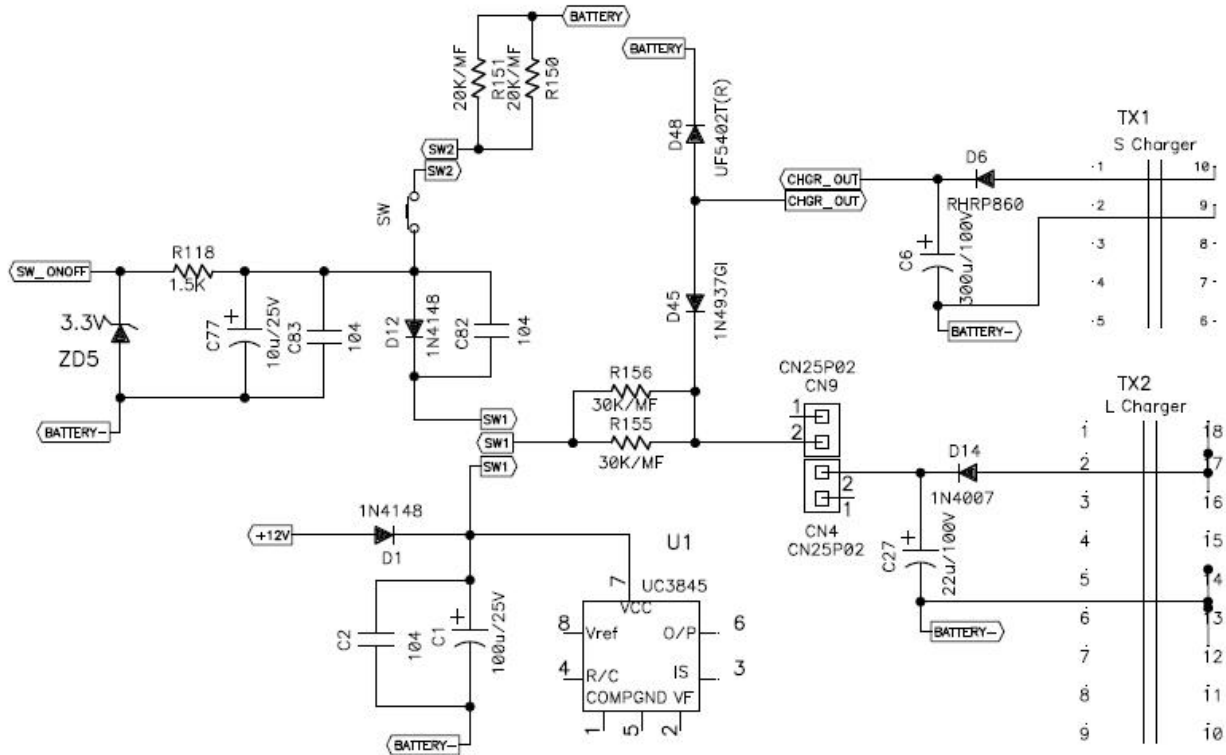 BATTERY
20K/MF
R151
20K/MF
R150
BATTERY
D48
UF5402T(R)
SW2
SW2
SW
CHGR_OUT
CHGR_OUT
TX1
S Charger
D6
RHRP860
1
2
3
4
5
10
9
8
7
6
C6
300u/100V
BATTERY-
SW_ONOFF
R118
1.5K
3.3V
ZD5
C77
10u/25V
C83
104
D12
1N4148
C82
104
BATTERY-
D45
1N4937GI
R156
30K/MF
R155
30K/MF
SW1
SW1
SW1
CN25P02
CN9
1
2
2
1
CN4
CN25P02
TX2
L Charger
D14
1N4007
C27
22u/100V
BATTERY-
1
2
3
4
5
6
7
8
9
18
17
16
15
14
13
12
11
10
1N4148
+12V
D1
C2
104
C1
100u/25V
BATTERY-
U1
UC3845
7
VCC
8
Vref
O/P
6
4
R/C
IS
3
COMP
GND
VF
1
5
2